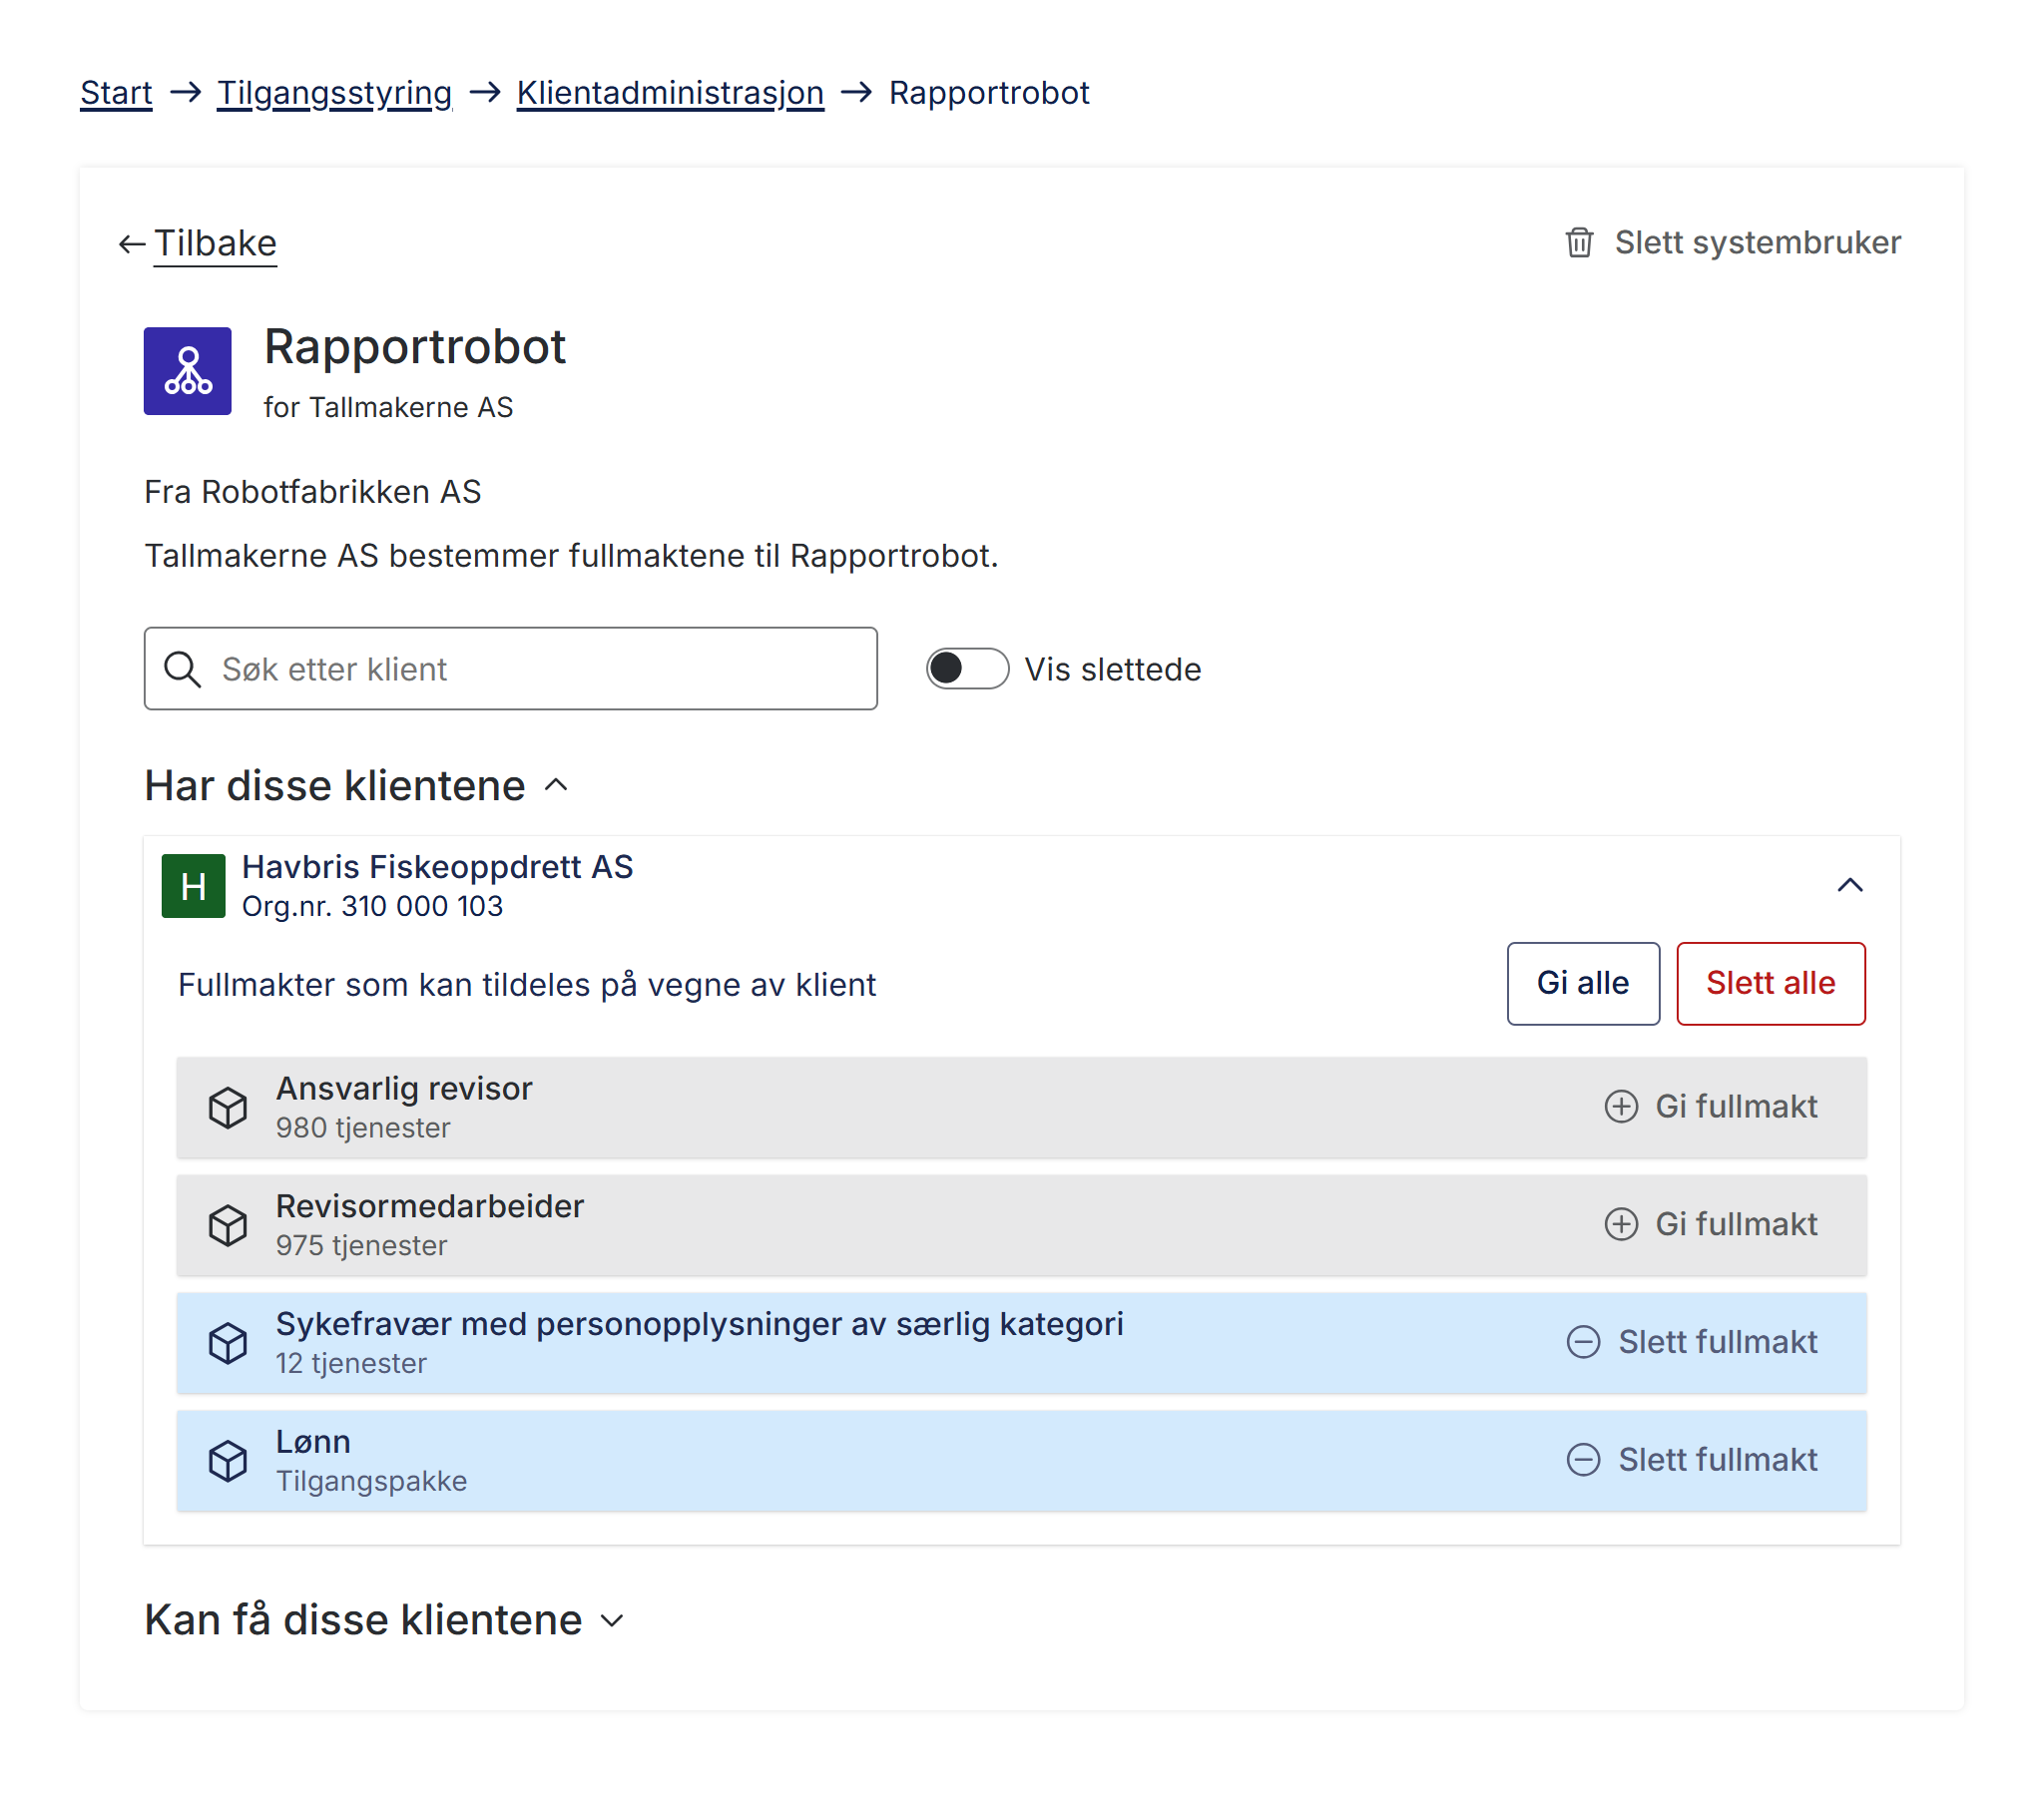 Start → Tilgangsstyring → Klientadministrasjon → Rapportrobot
← Tilbake
Slett systembruker
Rapportrobot
for Tallmakerne AS
Fra Robotfabrikken AS
Tallmakerne AS bestemmer fullmaktene til Rapportrobot.
Søk etter klient
Vis slettede
Har disse klientene
H
Havbris Fiskeoppdrett AS
Org.nr. 310 000 103
Fullmakter som kan tildeles på vegne av klient
Gi alle
Slett alle
Ansvarlig revisor
980 tjenester
Gi fullmakt
Revisormedarbeider
975 tjenester
Gi fullmakt
Sykefravær med personopplysninger av særlig kategori
12 tjenester
Slett fullmakt
Lønn
Tilgangspakke
Slett fullmakt
Kan få disse klientene